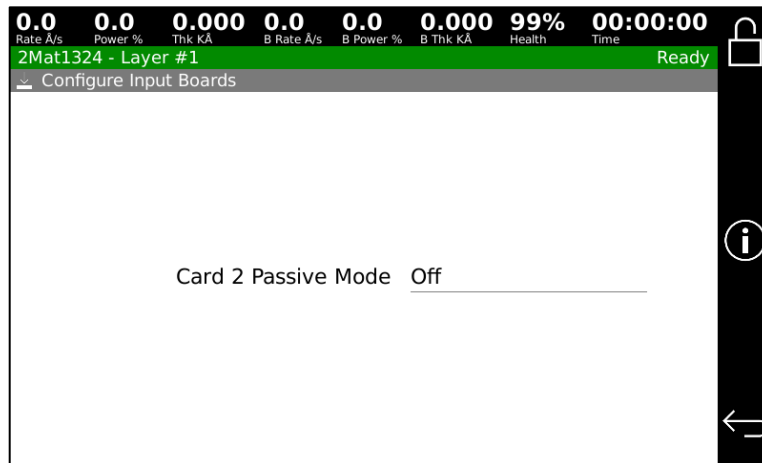 0.0 0.0 0.000 0.0 0.0 0.000 99% 00:00:00
Rate Å/s Power % Thk KÅ B Rate Å/s B Power % B Thk KÅ Health Time
2Mat1324 - Layer #1 Ready
Configure Input Boards
Card 2 Passive Mode Off